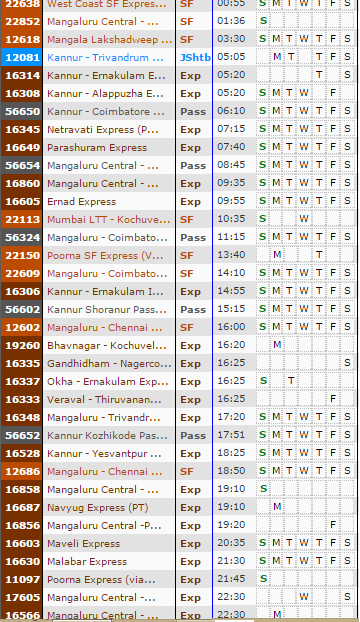 22638 West Coast SF Expres... SF 00:55 S M T W T F S
22852 Mangaluru Central - ... SF 01:36 S
12618 Mangala Lakshadweep ... SF 03:30 S M T W T F S
12081 Kannur - Trivandrum ... JShtb 05:05 M T T F S
16314 Kannur - Ernakulam E... Exp 05:20 T S
16308 Kannur - Alappuzha E... Exp 05:20 S M T W F
56650 Kannur - Coimbatore ... Pass 06:10 S M T W T F S
16345 Netravati Express (P... Exp 07:15 S M T W T F S
16649 Parashuram Express Exp 07:40 S M T W T F S
56654 Mangaluru Central - ... Pass 08:45 S M T W T F S
16860 Mangaluru Central - ... Exp 09:35 S M T W T F S
16605 Ernad Express Exp 09:55 S M T W T F S
22113 Mumbai LTT - Kochuve... SF 10:35 S W
56324 Mangaluru - Coimbato... Pass 11:15 S M T W T F S
22150 Poorna SF Express (V... SF 13:40 M T
22609 Mangaluru - Coimbato... SF 14:10 S M T W T F S
16306 Kannur - Ernakulam I... Exp 14:55 S M T W T F S
56602 Kannur Shoranur Pass... Pass 15:15 S M T W T F S
12602 Mangaluru - Chennai ... SF 16:00 S M T W T F S
19260 Bhavnagar - Kochuvel... Exp 16:20 M
16335 Gandhidham - Nagerco... Exp 16:25 S
16337 Okha - Ernakulam Exp... Exp 16:25 S T
16333 Veraval - Thiruvanan... Exp 16:25 F
16348 Mangaluru - Trivandr... Exp 17:20 S M T W T F S
56652 Kannur Kozhikode Pas... Pass 17:51 S M T W T F S
16528 Kannur - Yesvantpur ... Exp 18:25 S M T W T F S
12686 Mangaluru - Chennai ... SF 18:50 S M T W T F S
16858 Mangaluru Central - ... Exp 19:10 S
16687 Navyug Express (PT) Exp 19:10 M
16856 Mangaluru Central -P... Exp 19:20 F
16603 Maveli Express Exp 20:35 S M T W T F S
16630 Malabar Express Exp 21:30 S M T W T F S
11097 Poorna Express (via... Exp 21:45 S
17605 Mangaluru Central - ... Exp 22:30 W S
16566 Mangaluru Central - ... Exp 22:30 M